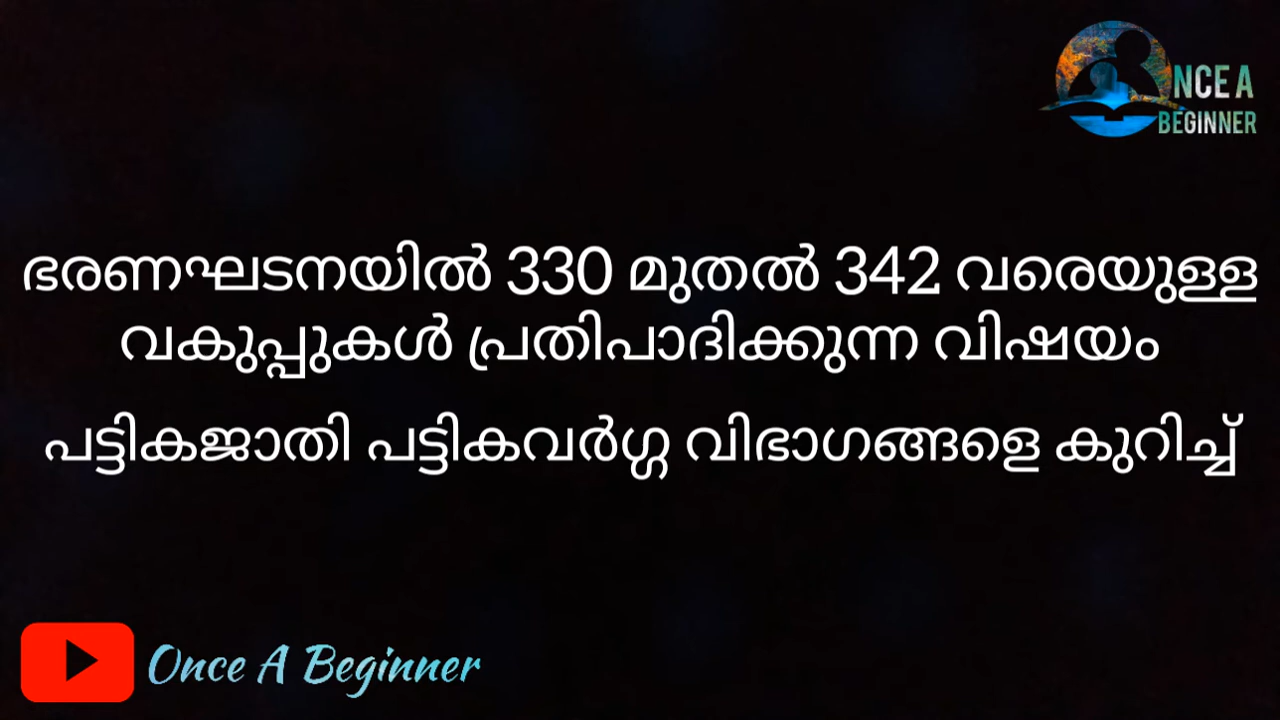 NCE A
BEGINNER
ഭരണഘടനയിൽ 330 മുതൽ 342 വരെയുള്ള
വകുപ്പുകൾ പ്രതിപാദിക്കുന്ന വിഷയം
പട്ടികജാതി പട്ടികവർഗ്ഗ വിഭാഗങ്ങളെ കുറിച്ച്
Once A Beginner